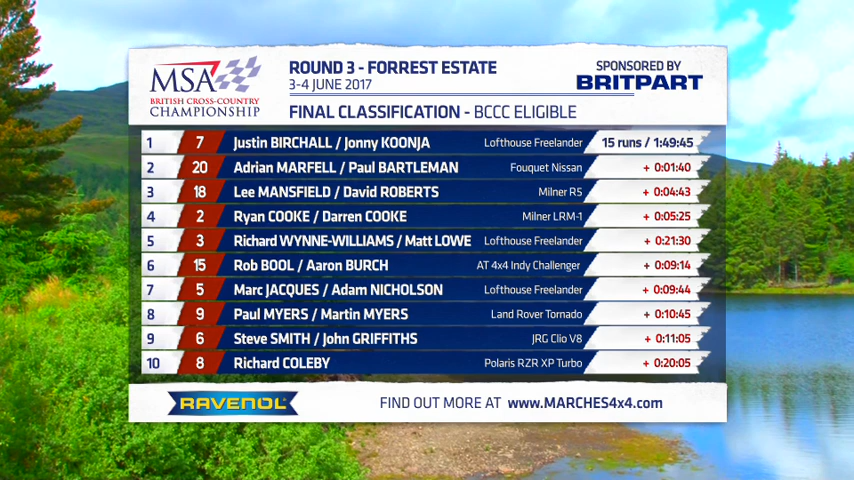 MSA
BRITISH CROSS-COUNTRY
CHAMPIONSHIP
ROUND 3 - FORREST ESTATE
3-4 JUNE 2017
SPONSORED BY
BRITPART
FINAL CLASSIFICATION - BCCC ELIGIBLE
1 7 Justin BIRCHALL / Jonny KOONJA Lofthouse Freelander 15 runs / 1:49:45
2 20 Adrian MARFELL / Paul BARTLEMAN Fouquet Nissan + 0:01:40
3 18 Lee MANSFIELD / David ROBERTS Milner R5 + 0:04:43
4 2 Ryan COOKE / Darren COOKE Milner LRM-1 + 0:05:25
5 3 Richard WYNNE-WILLIAMS / Matt LOWE Lofthouse Freelander + 0:21:30
6 15 Rob BOOL / Aaron BURCH AT 4x4 Indy Challenger + 0:09:14
7 5 Marc JACQUES / Adam NICHOLSON Lofthouse Freelander + 0:09:44
8 9 Paul MYERS / Martin MYERS Land Rover Tornado + 0:10:45
9 6 Steve SMITH / John GRIFFITHS JRG Clio V8 + 0:11:05
10 8 Richard COLEBY Polaris RZR XP Turbo + 0:20:05
RAVENOL
FIND OUT MORE AT www.MARCHES4x4.com